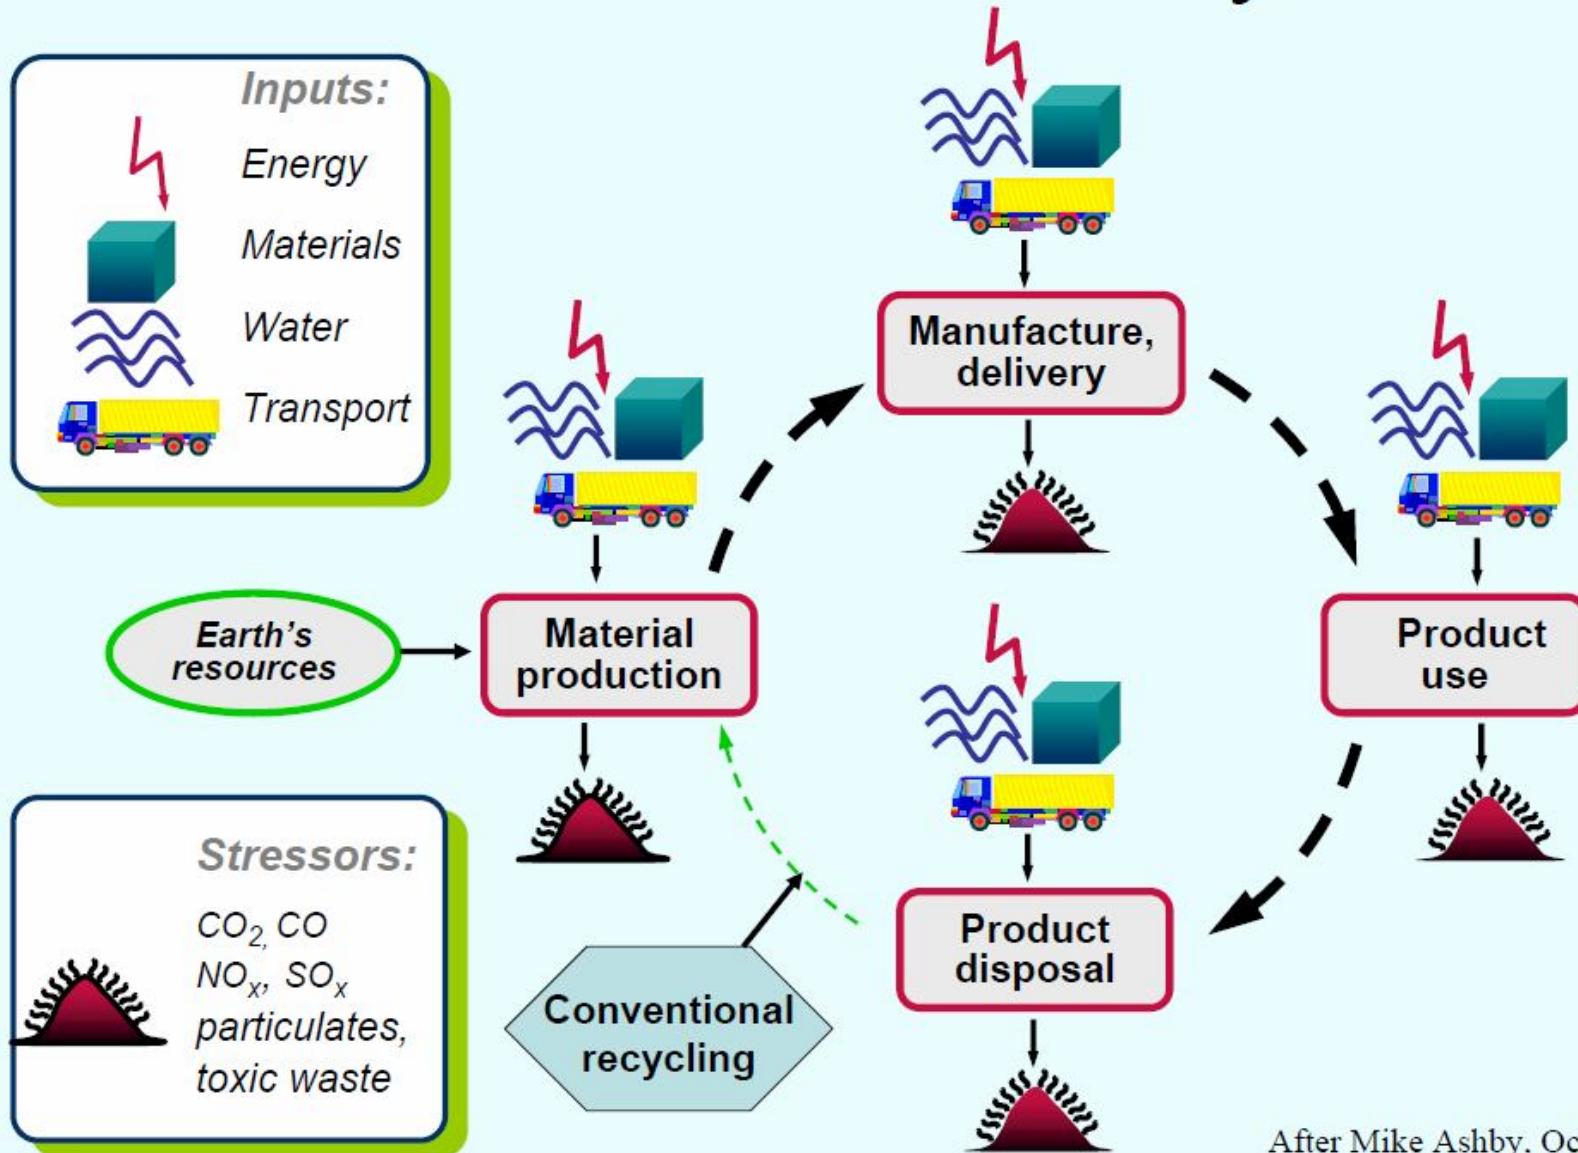 Inputs:
Energy
Materials
Water
Transport
Manufacture,
delivery
Earth's
resources
Material
production
Product
use
Stressors:
CO2, CO
NOx, SOx
particulates,
toxic waste
Conventional
recycling
Product
disposal
After Mike Ashby,